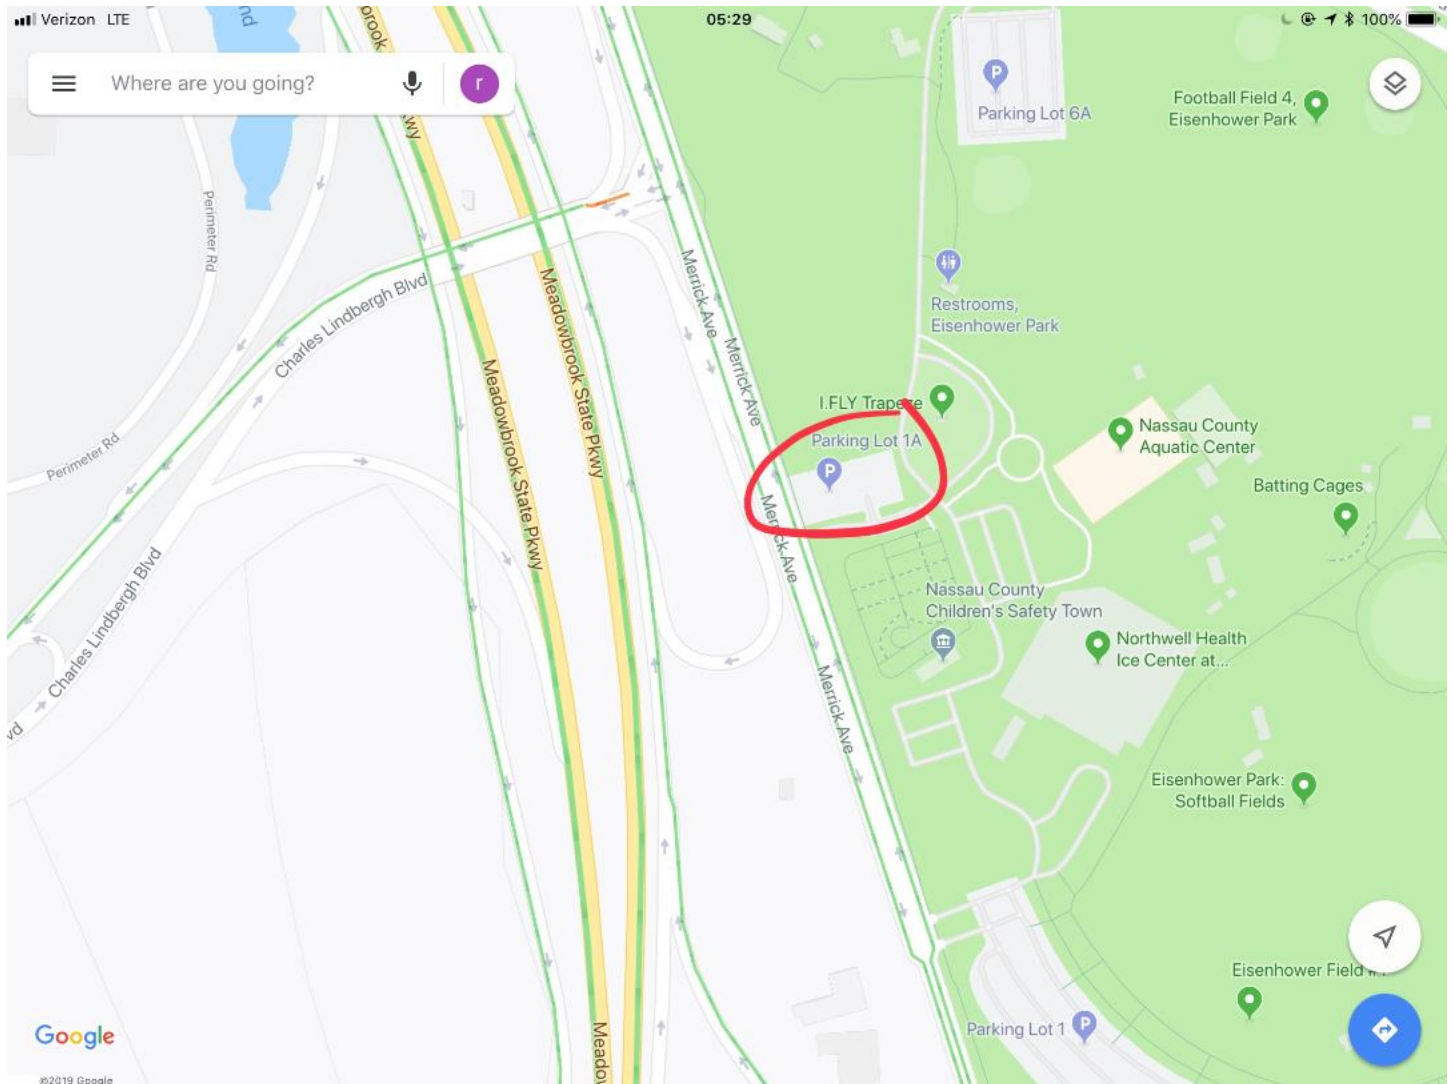 Verizon LTE
05:29
100%
Where are you going?
r
Parking Lot 6A
Football Field 4,
Eisenhower Park
Perimeter Rd
Charles Lindbergh Blvd
Meadowbrook State Pkwy
Meadowbrook State Pkwy
Merrick Ave
Merrick Ave
Restrooms,
Eisenhower Park
I.FLY Trapeze
Parking Lot 1A
P
Nassau County
Aquatic Center
Batting Cages
Perimeter Rd
Merrick Ave
Charles Lindbergh Blvd
Nassau County
Children's Safety Town
Northwell Health
Ice Center at...
Merrick Ave
Eisenhower Park:
Softball Fields
Eisenhower Field
Parking Lot 1
P
Google
©2019 Google